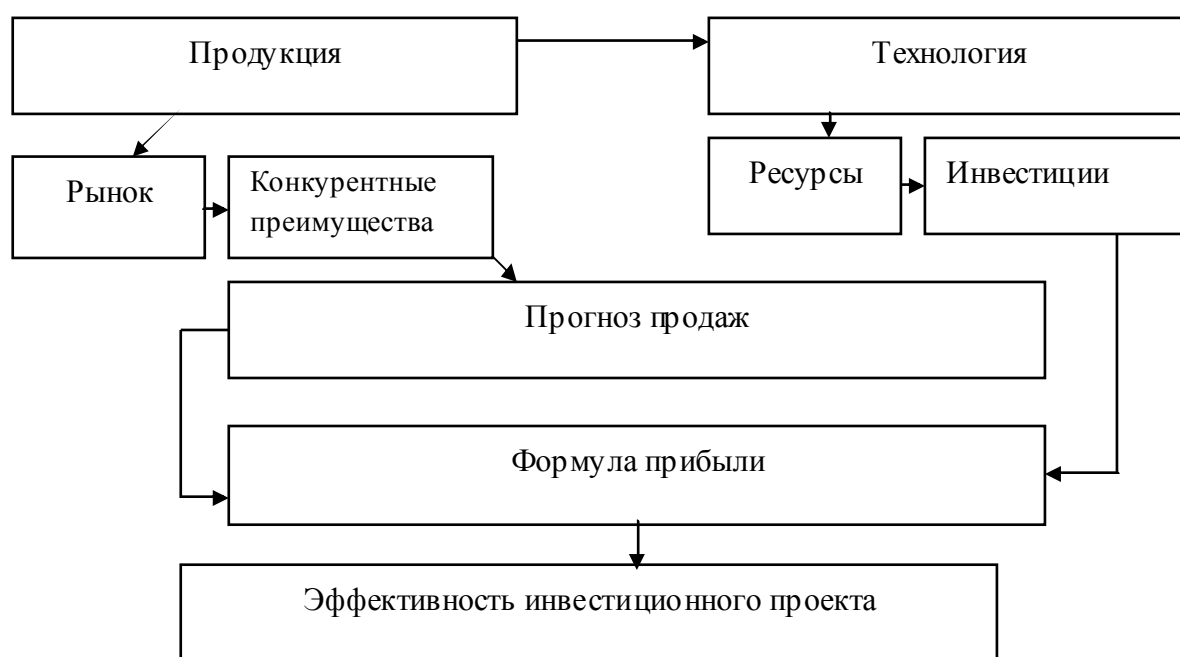 Продукция
Технология
Рынок
Конкурентные
преимущества
Ресурсы
Инвестиции
Прогноз продаж
Формула прибыли
Эффективность инвестиционного проекта